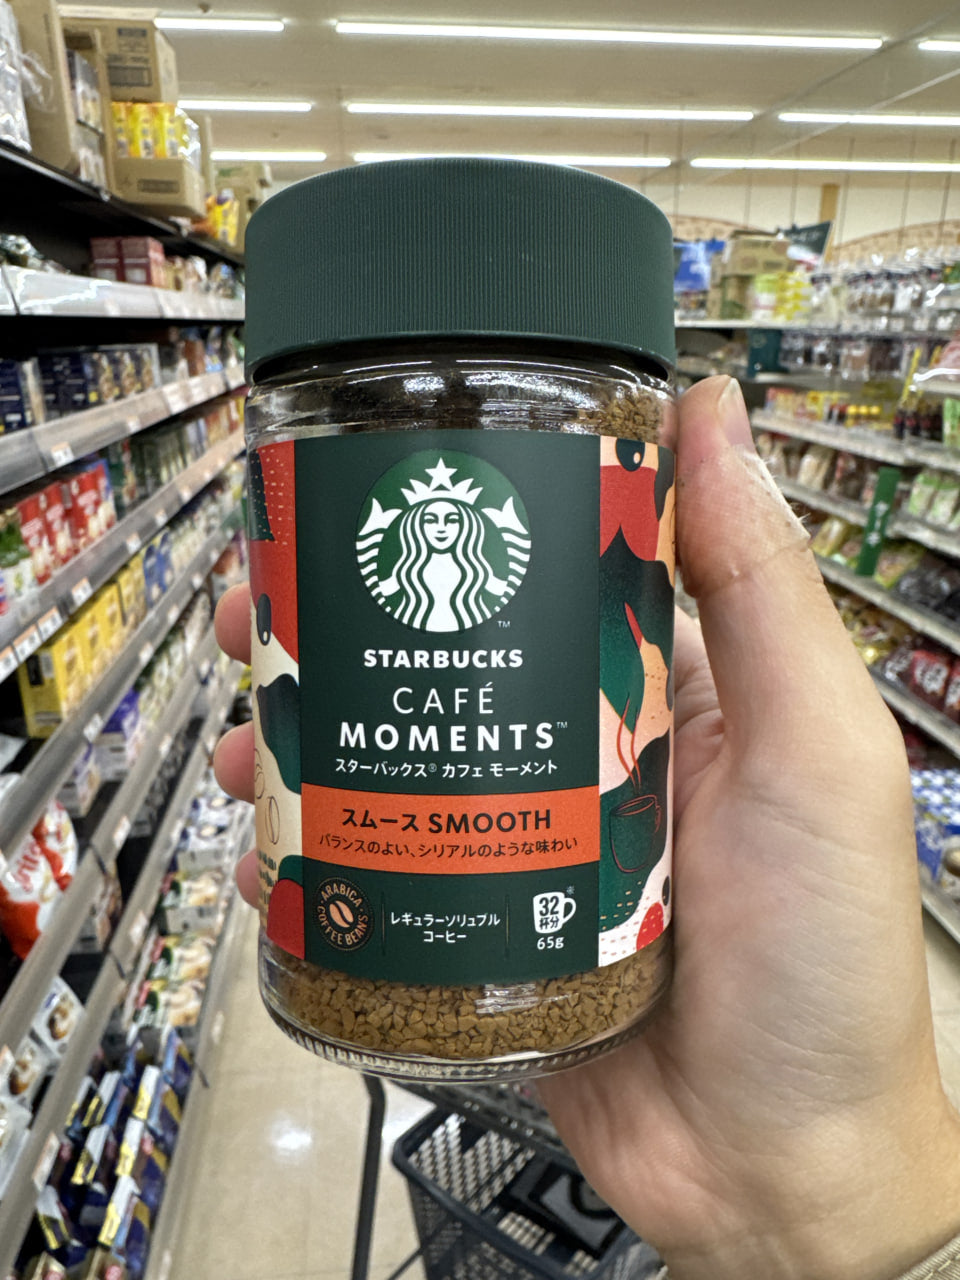 STARBUCKS
CAFÉ
MOMENTS™
スターバックス® カフェ モーメント
スムース SMOOTH
バランスのよい、シリアルのような味わい
ARABICA
COFFEE BEANS
レギュラーソリュブル
コーヒー
※
32
杯分
65g
TM